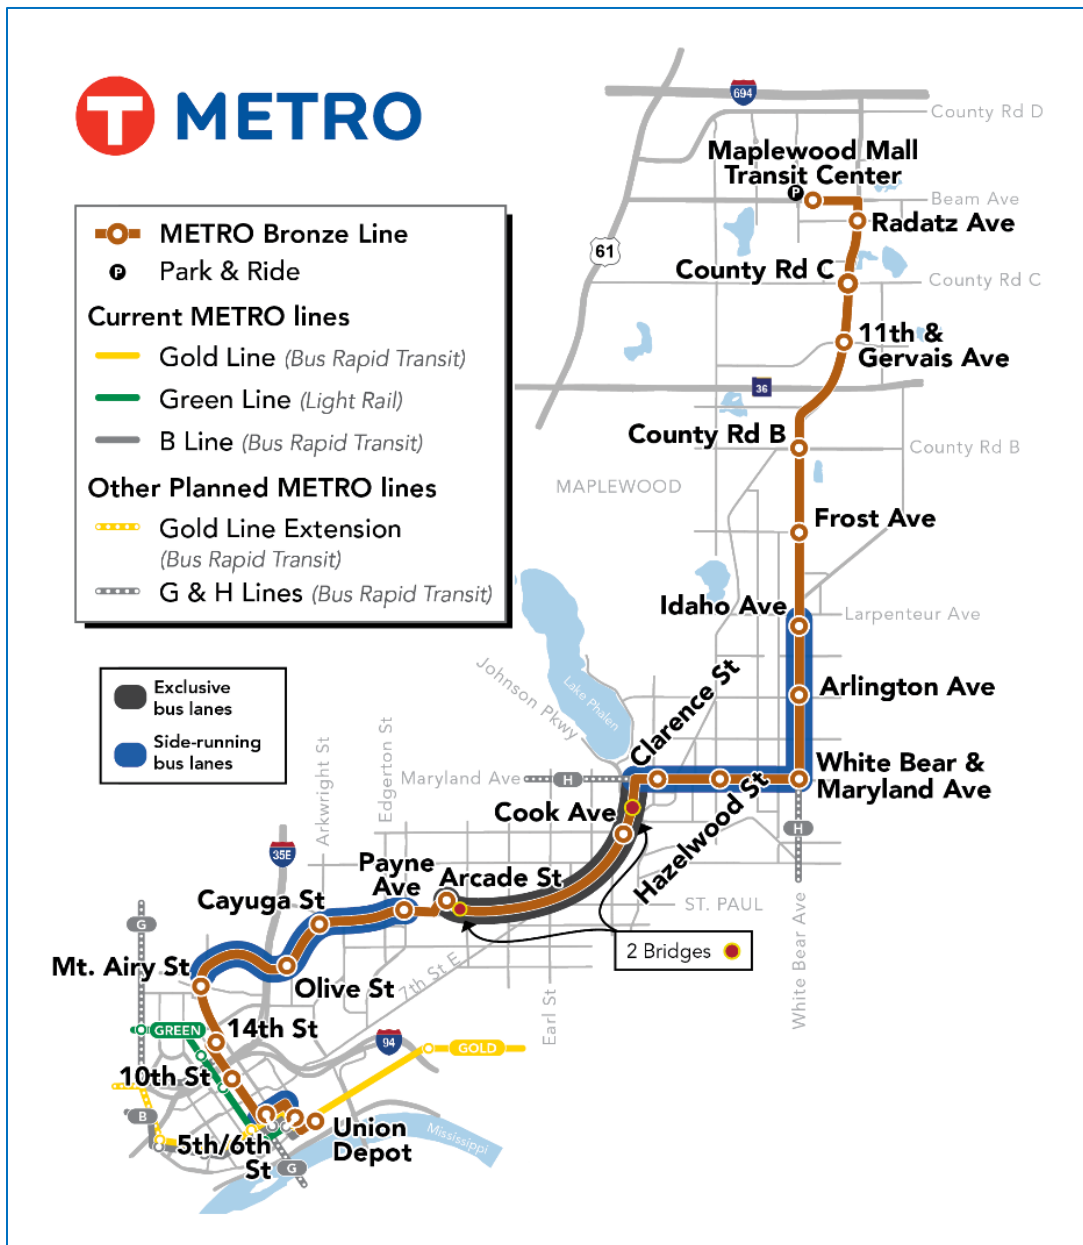 T METRO
METRO Bronze Line
P Park & Ride
Current METRO lines
Gold Line (Bus Rapid Transit)
Green Line (Light Rail)
B Line (Bus Rapid Transit)
Other Planned METRO lines
Gold Line Extension
(Bus Rapid Transit)
G & H Lines (Bus Rapid Transit)
Exclusive
bus lanes
Side-running
bus lanes
694
County Rd D
Maplewood Mall
Transit Center
P
Beam Ave
Radatz Ave
61
County Rd C
County Rd C
11th &
Gervais Ave
36
County Rd B
County Rd B
MAPLEWOOD
Frost Ave
Idaho Ave
Larpenteur Ave
Clarence St
Johnson Pkwy
Lake Phalen
Arlington Ave
White Bear &
Maryland Ave
Maryland Ave
H
Hazelwood St
H
Cook Ave
Edgerton St
Arkwright St
35E
Payne
Ave
Arcade St
Cayuga St
ST. PAUL
White Bear Ave
2 Bridges
G
Mt. Airy St
Olive St
7th St E
Earl St
GREEN
14th St
94
GOLD
10th St
B
5th/6th
St
Union
Depot
Mississippi
G